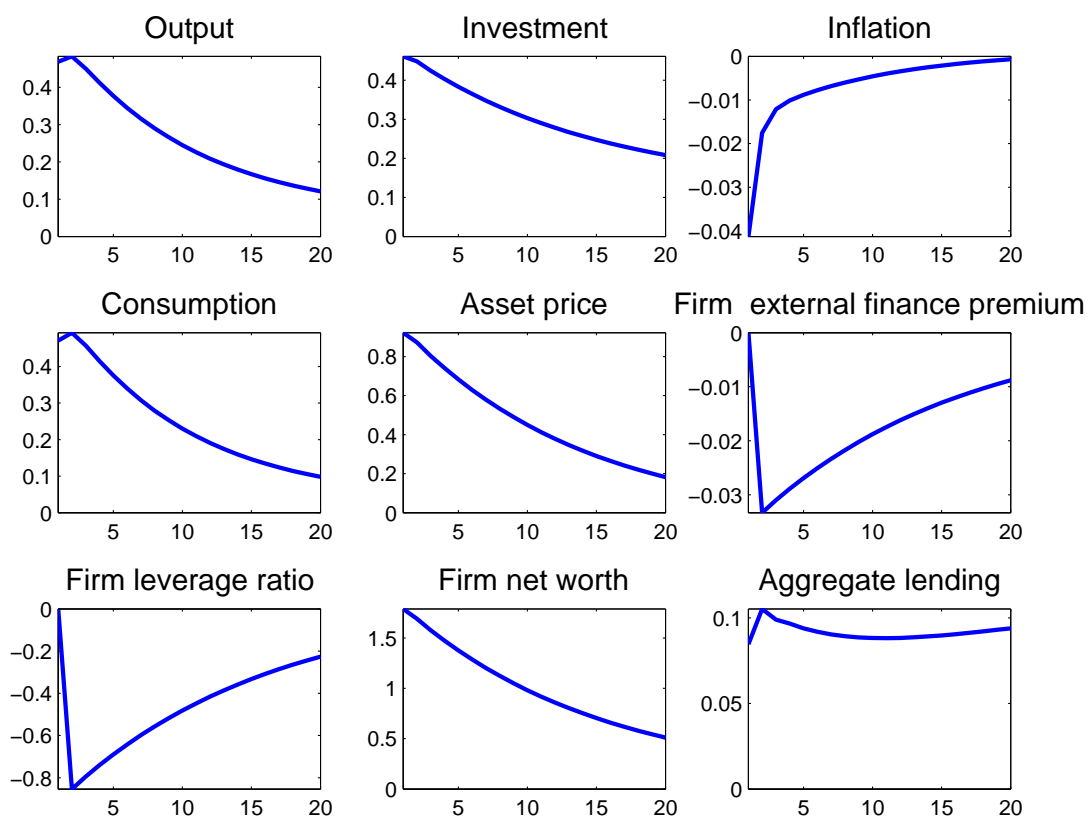 Output
0.4
0.3
0.2
0.1
0
5 10 15 20
Investment
0.4
0.2
0
5 10 15 20
Inflation
0
−0.01
−0.02
−0.03
−0.04
5 10 15 20
Consumption
0.4
0.3
0.2
0.1
0
5 10 15 20
Asset price
0.8
0.6
0.4
0.2
0
5 10 15 20
Firm external finance premium
0
−0.01
−0.02
−0.03
5 10 15 20
Firm leverage ratio
0
−0.2
−0.4
−0.6
−0.8
5 10 15 20
Firm net worth
1.5
1
0.5
0
5 10 15 20
Aggregate lending
0.1
0.05
0
5 10 15 20